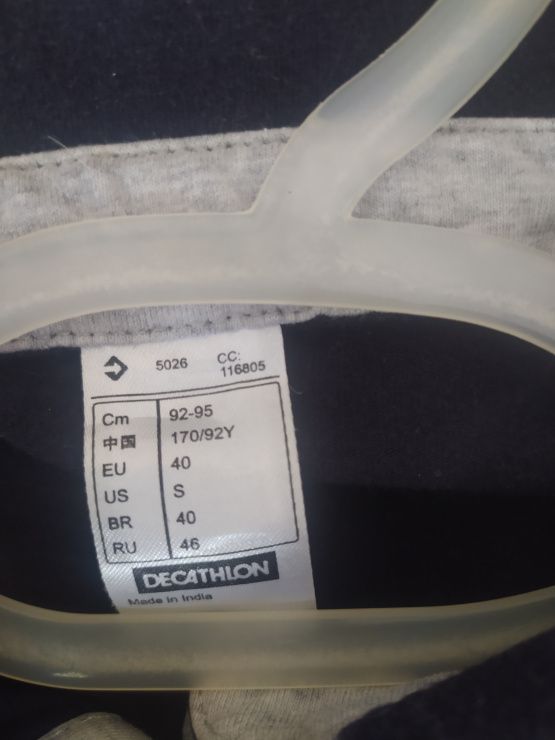 5026 CC: 116805
Cm 92-95
中国 170/92Y
EU 40
US S
BR 40
RU 46
DECATHLON
Made in India